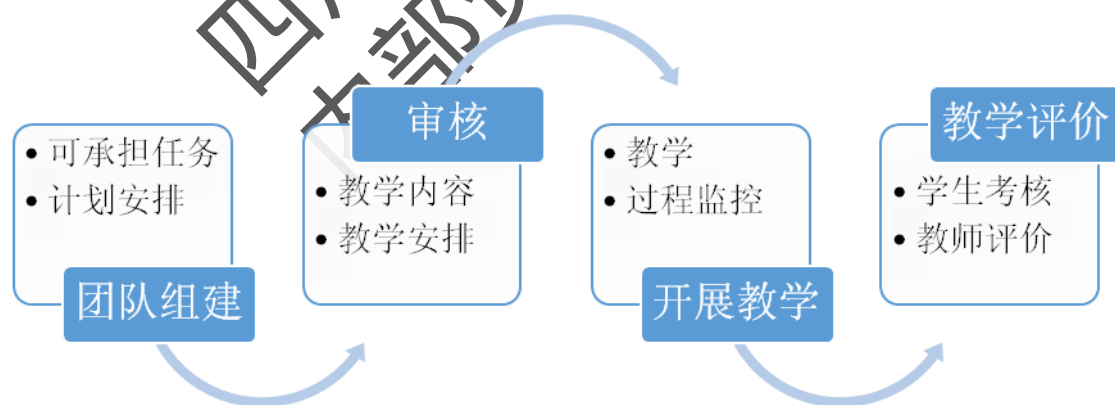 审核
教学评价
• 可承担任务
• 计划安排
• 教学内容
• 教学安排
• 教学
• 过程监控
• 学生考核
• 教师评价
团队组建
开展教学